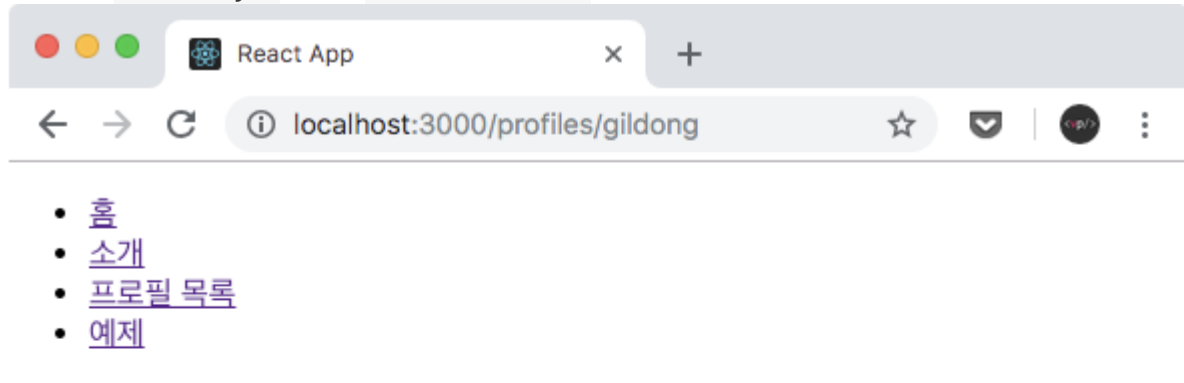 React App
localhost:3000/profiles/gildong
홈
소개
프로필 목록
예제